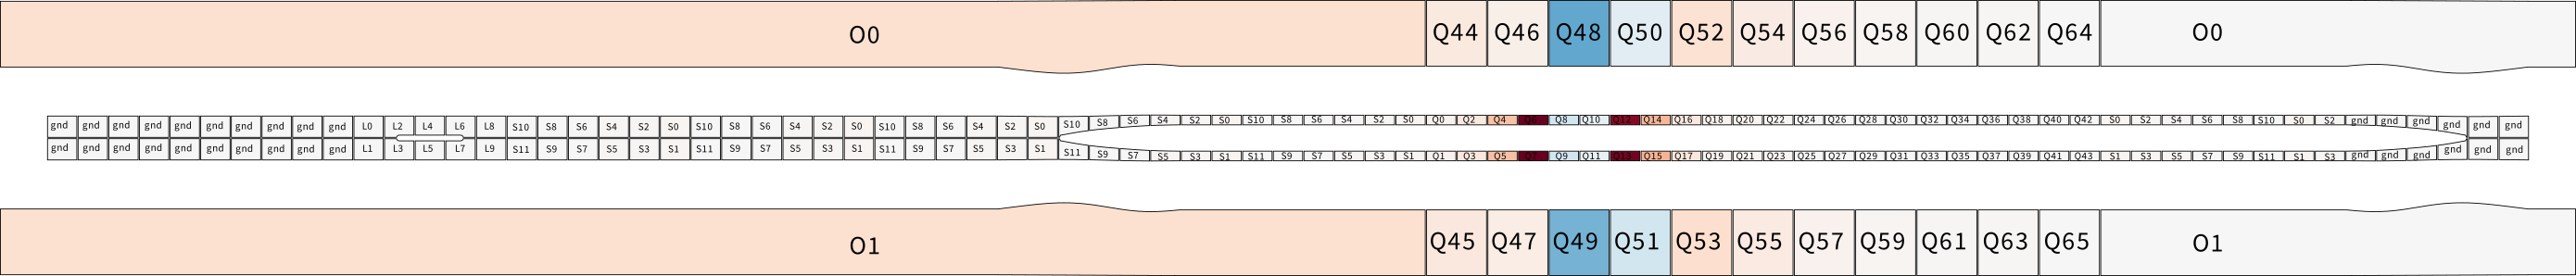 O0 Q44 Q46 Q48 Q50 Q52 Q54 Q56 Q58 Q60 Q62 Q64 O0
gnd gnd gnd gnd gnd gnd gnd gnd gnd gnd L0 L2 L4 L6 L8 S10 S8 S6 S4 S2 S0 S10 S8 S6 S4 S2 S0 S10 S8 S6 S4 S2 S0 S10 S8 S6 S4 S2 S0 S10 S8 S6 S4 S2 S0 Q0 Q2 Q4 Q6 Q8 Q10 Q12 Q14 Q16 Q18 Q20 Q22 Q24 Q26 Q28 Q30 Q32 Q34 Q36 Q38 Q40 Q42 S0 S2 S4 S6 S8 S10 S0 S2 gnd gnd gnd gnd gnd gnd
gnd gnd gnd gnd gnd gnd gnd gnd gnd gnd L1 L3 L5 L7 L9 S11 S9 S7 S5 S3 S1 S11 S9 S7 S5 S3 S1 S11 S9 S7 S5 S3 S1 S11 S9 S7 S5 S3 S1 S11 S9 S7 S5 S3 S1 Q1 Q3 Q5 Q7 Q9 Q11 Q13 Q15 Q17 Q19 Q21 Q23 Q25 Q27 Q29 Q31 Q33 Q35 Q37 Q39 Q41 Q43 S1 S3 S5 S7 S9 S11 S1 S3 gnd gnd gnd gnd gnd gnd
O1 Q45 Q47 Q49 Q51 Q53 Q55 Q57 Q59 Q61 Q63 Q65 O1